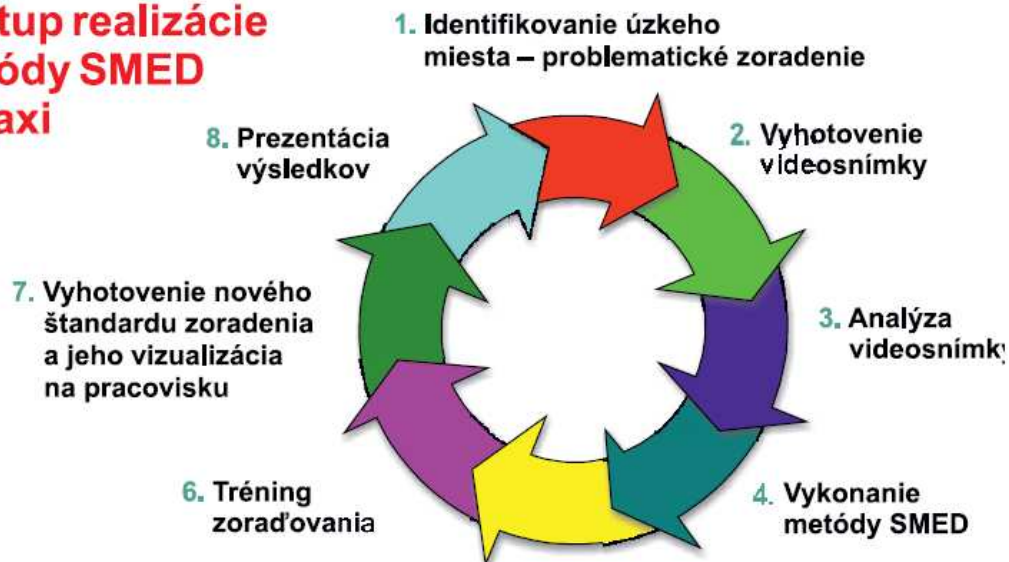 tup realizácie
ódy SMED
axi
1. Identifikovanie úzkeho
miesta – problematické zoradenie
2. Vyhotovenie
videosnímky
3. Analýza
videosnímky
4. Vykonanie
metódy SMED
6. Tréning
zoraďovania
7. Vyhotovenie nového
štandardu zoradenia
a jeho vizualizácia
na pracovisku
8. Prezentácia
výsledkov